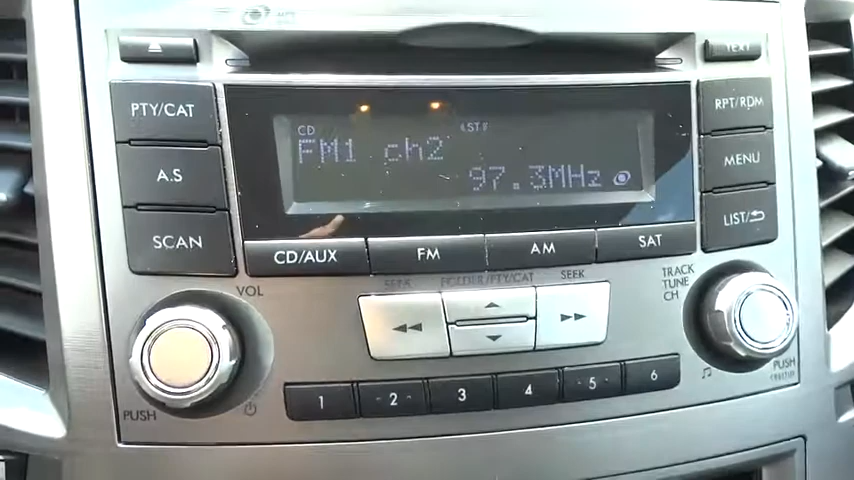 TEXT
PTY/CAT
RPT/RDM
CD
ST
FM1 ch2
A.S
MENU
97.3MHz
SCAN
LIST
CD/AUX
FM
AM
SAT
VOL
SEEK
FOLDER/PTY/CAT
SEEK
TRACK
TUNE
CH
1
2
3
4
5
6
PUSH
PUSH